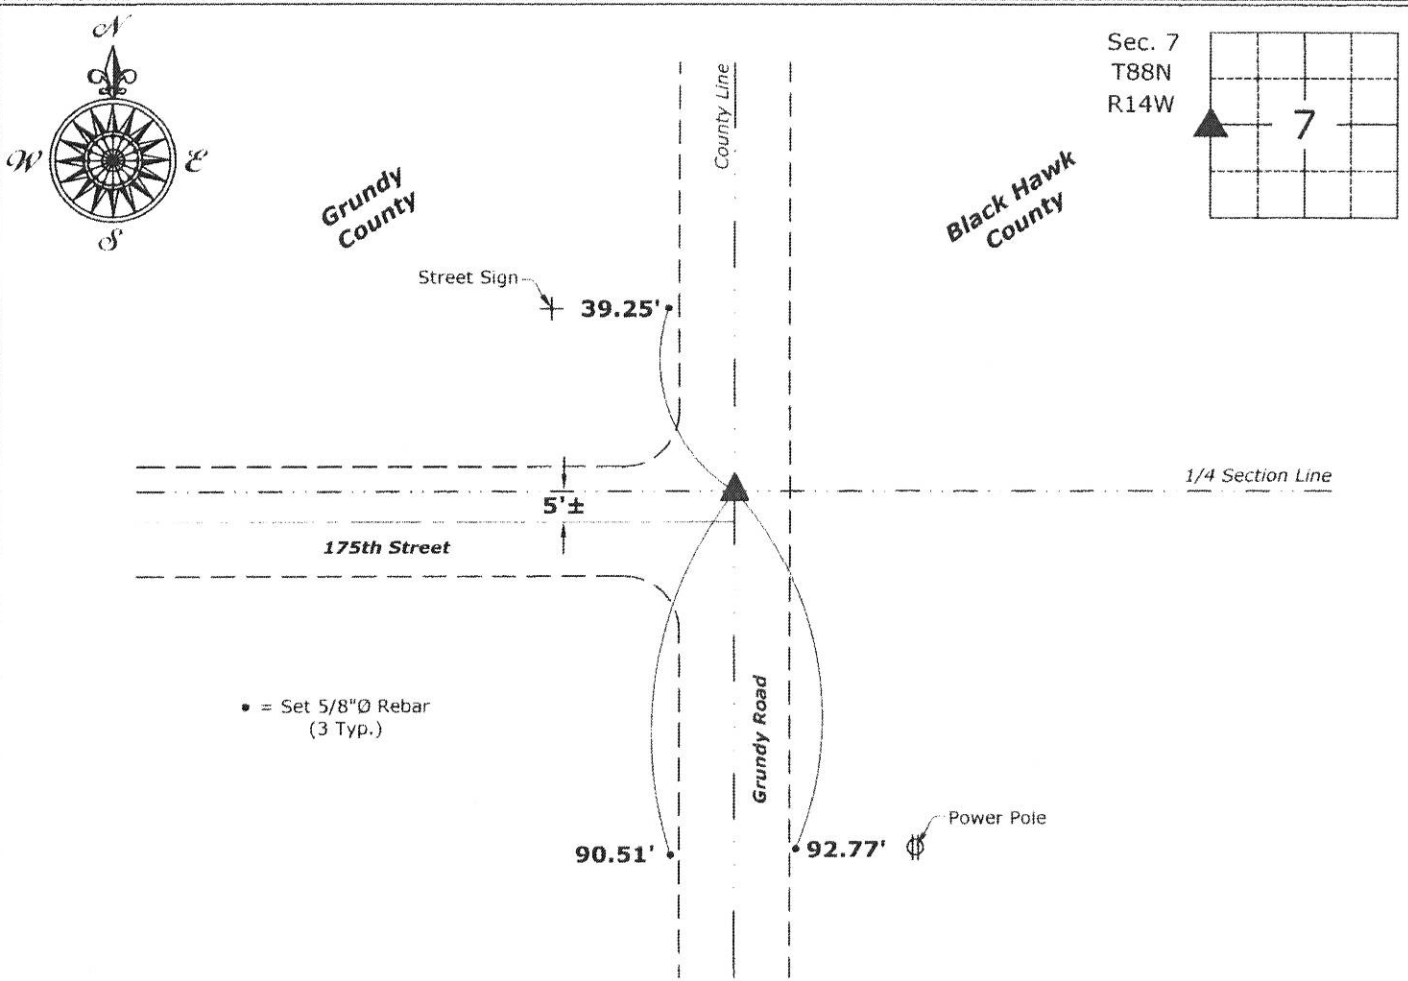 N
W
E
S
Sec. 7
T88N
R14W
7
County Line
Grundy
County
Black Hawk
County
Street Sign
39.25'
1/4 Section Line
5'±
175th Street
• = Set 5/8"Ø Rebar
(3 Typ.)
Grundy Road
Power Pole
90.51'
92.77'